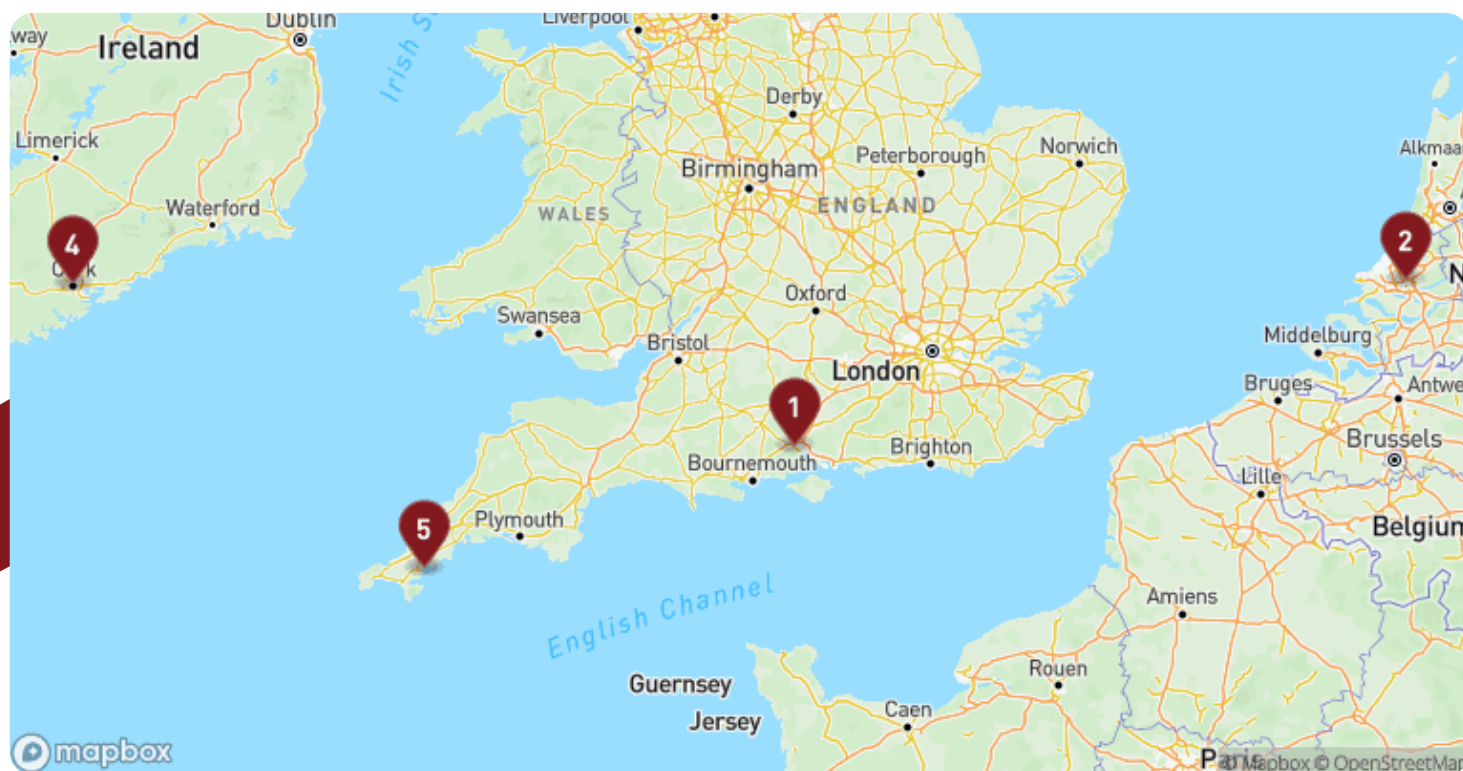 Dublin
Liverpool
way
Ireland
Irish S
Derby
Limerick
Birmingham
Peterborough
Norwich
Alkmaa
Waterford
WALES
ENGLAND
4
2
Oxford
N
Swansea
Bristol
London
Middelburg
Bruges
Antwe
1
Brighton
Brussels
Bournemouth
Lille
5
Plymouth
Belgium
English Channel
Amiens
Guernsey
Rouen
Jersey
Caen
mapbox
© Mapbox © OpenStreetMap